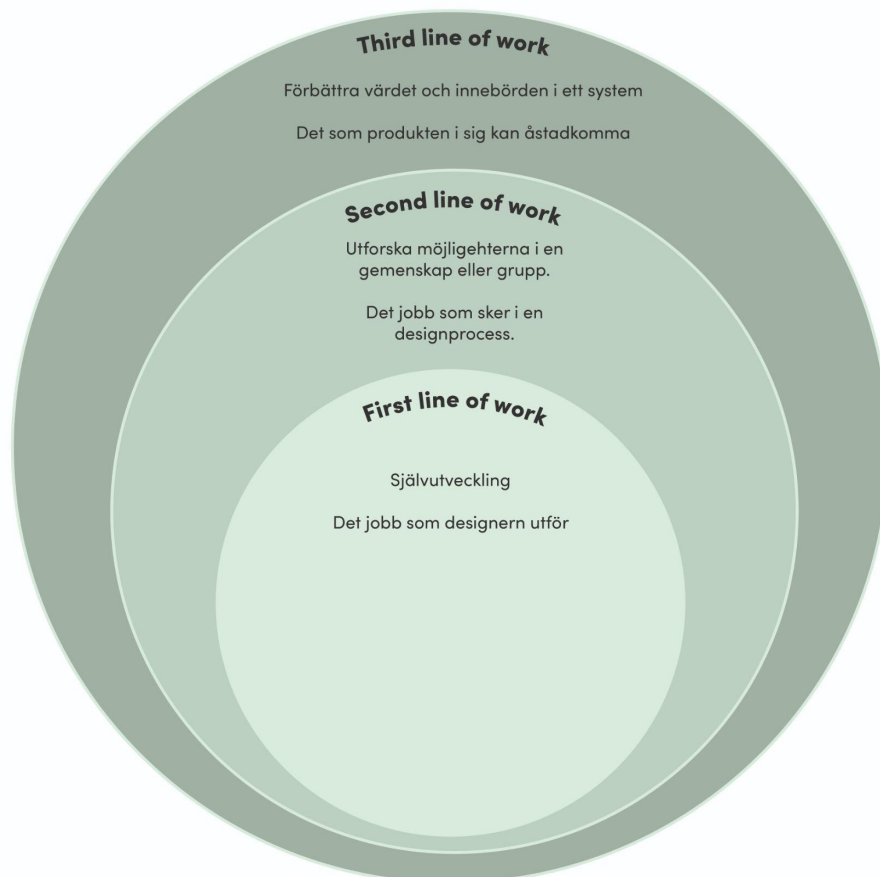 Third line of work
Förbättra värdet och innebörden i ett system
Det som produkten i sig kan åstadkomma
Second line of work
Utforska möjligehterna i en
gemenskap eller grupp.
Det jobb som sker i en
designprocess.
First line of work
Självutveckling
Det jobb som designern utför